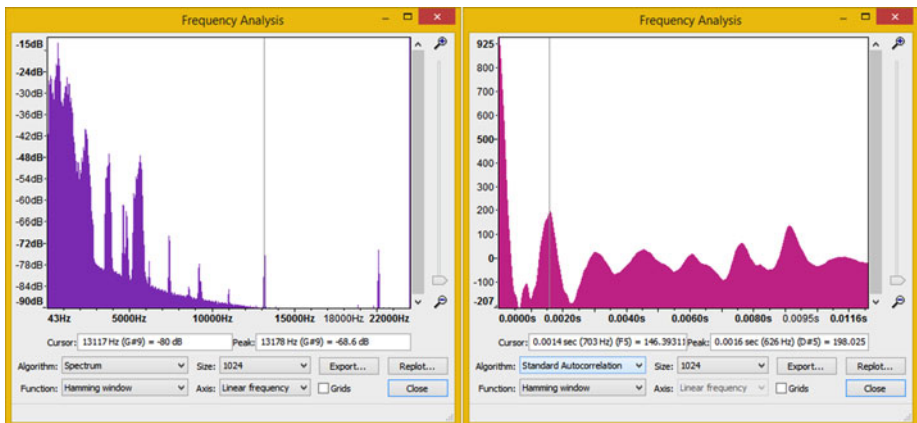 Frequency Analysis
-15dB
-24dB
-30dB
-36dB
-42dB
-48dB
-54dB
-60dB
-66dB
-72dB
-78dB
-84dB
-90dB
43Hz 5000Hz 10000Hz 15000Hz 18000Hz 22000Hz
Cursor: 13117 Hz (G#9) = -80 dB Peak: 13178 Hz (G#9) = -68.6 dB
Algorithm: Spectrum Size: 1024 Export... Replot...
Function: Hamming window Axis: Linear frequency Grids Close
Frequency Analysis
925
800
700
600
500
400
300
200
100
0
-100
-207
0.0000s 0.0020s 0.0040s 0.0060s 0.0080s 0.0095s 0.0116s
Cursor: 0.0014 sec (703 Hz) (F5) = 146.39311 Peak: 0.0016 sec (626 Hz) (D#5) = 198.025
Algorithm: Standard Autocorrelation Size: 1024 Export... Replot...
Function: Hamming window Axis: Linear frequency Grids Close